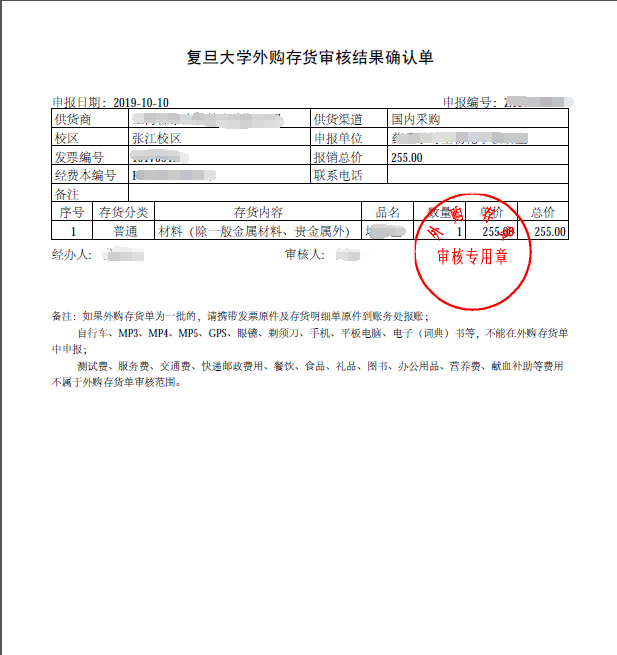 复旦大学外购存货审核结果确认单
申报日期：2019-10-10 申报编号：
供货商 供货渠道 国内采购
校区 张江校区 申报单位
发票编号 报销总价 255.00
经费本编号 联系电话
备注
序号 存货分类 存货内容 品名 数量 单价 总价
1 普通 材料（除一般金属材料、贵金属外） 1 255.00 255.00
外购存货
审核专用章
经办人： 审核人：
备注：如果外购存货单为一批的，请携带发票原件及存货明细单原件到账务处报账；
自行车、MP3、MP4、MP5、GPS、眼镜、剃须刀、手机、平板电脑、电子（词典）书等，不能在外购存货单
中申报；
测试费、服务费、交通费、快递邮政费用、餐饮、食品、礼品、图书、办公用品、营养费、献血补助等费用
不属于外购存货单审核范围。